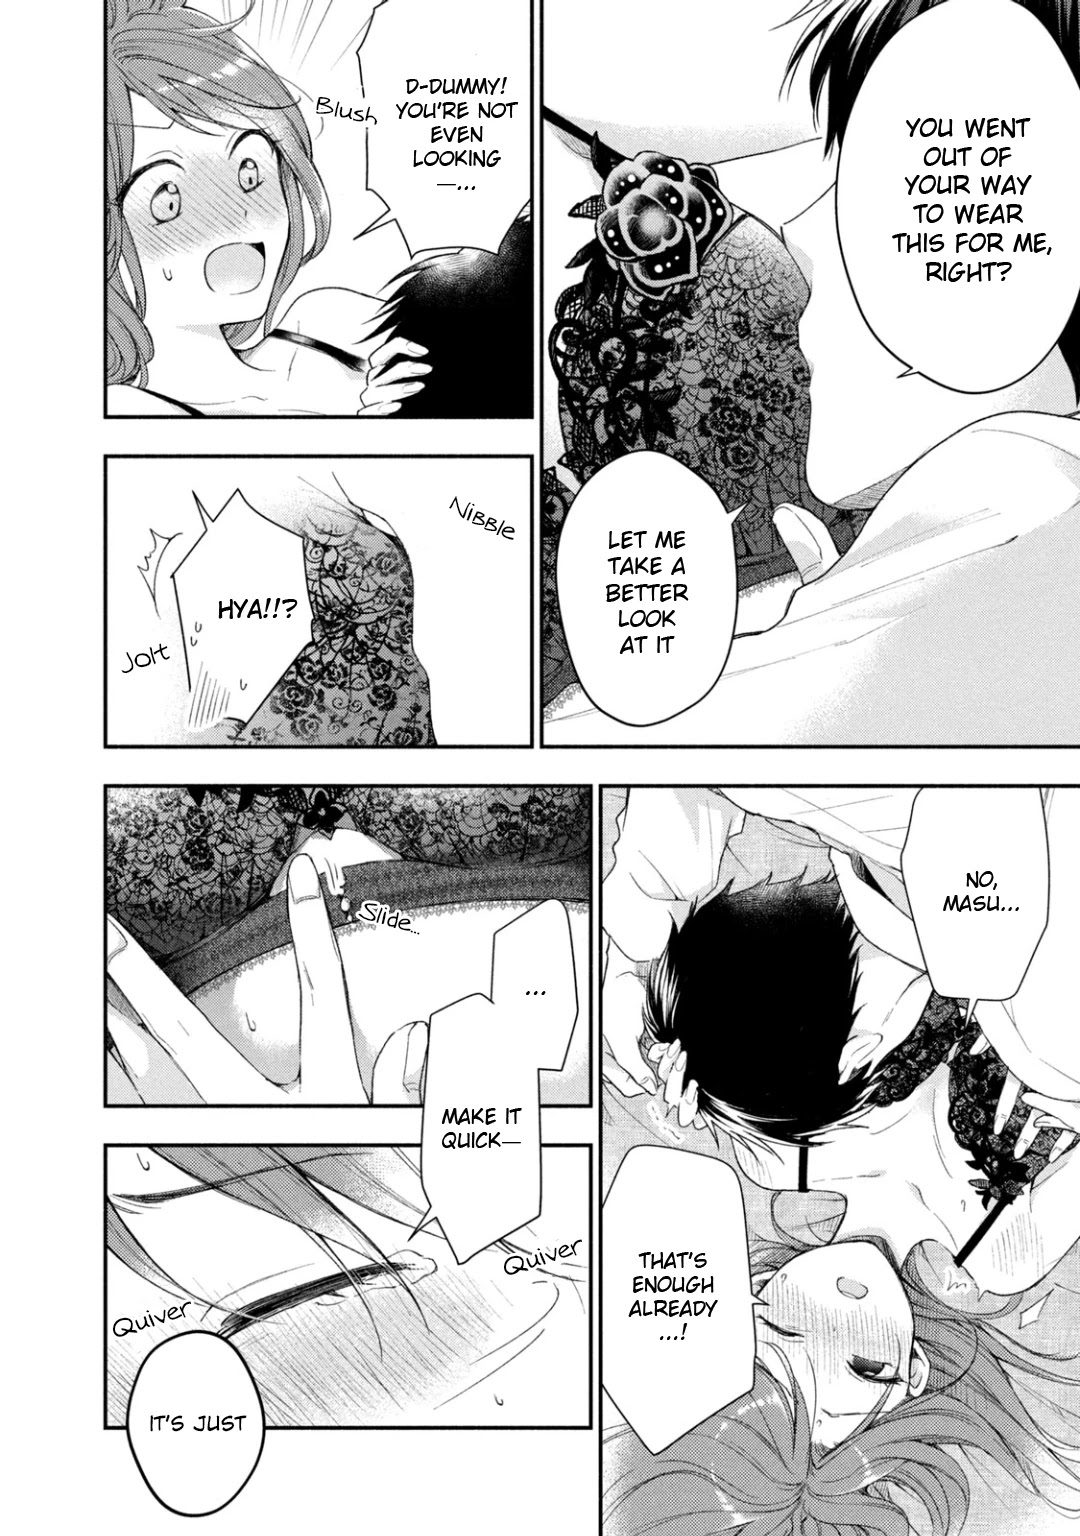 YOU WENT
OUT OF
YOUR WAY
TO WEAR
THIS FOR ME,
RIGHT?
LET ME
TAKE A
BETTER
LOOK
AT IT
D-DUMMY!
YOU'RE NOT
EVEN
LOOKING
—...
Blush
Nibble
HYA!!?
Jolt
NO,
MASU...
THAT'S
ENOUGH
ALREADY
...!
Slide...
...
MAKE IT
QUICK—
Quiver
Quiver
IT'S JUST